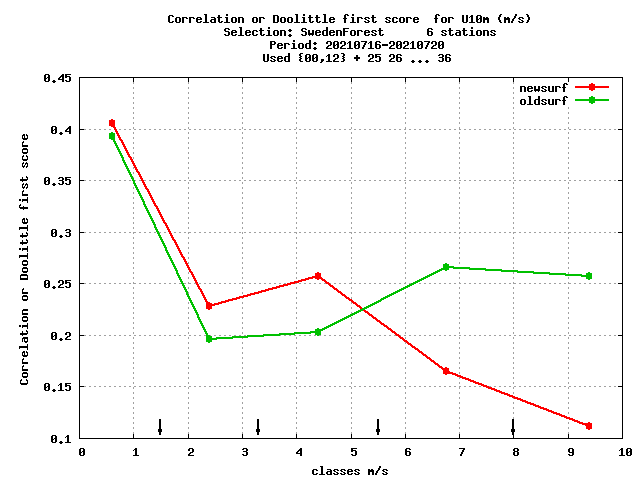 Correlation or Doolittle first score  for U10m (m/s)
Selection: SwedenForest      6 stations
Period: 20210716-20210720
Used {00,12} + 25 26 ... 36
newsurf
oldsurf
Correlation or Doolittle first score
0.45
0.4
0.35
0.3
0.25
0.2
0.15
0.1
0 1 2 3 4 5 6 7 8 9 10
classes m/s